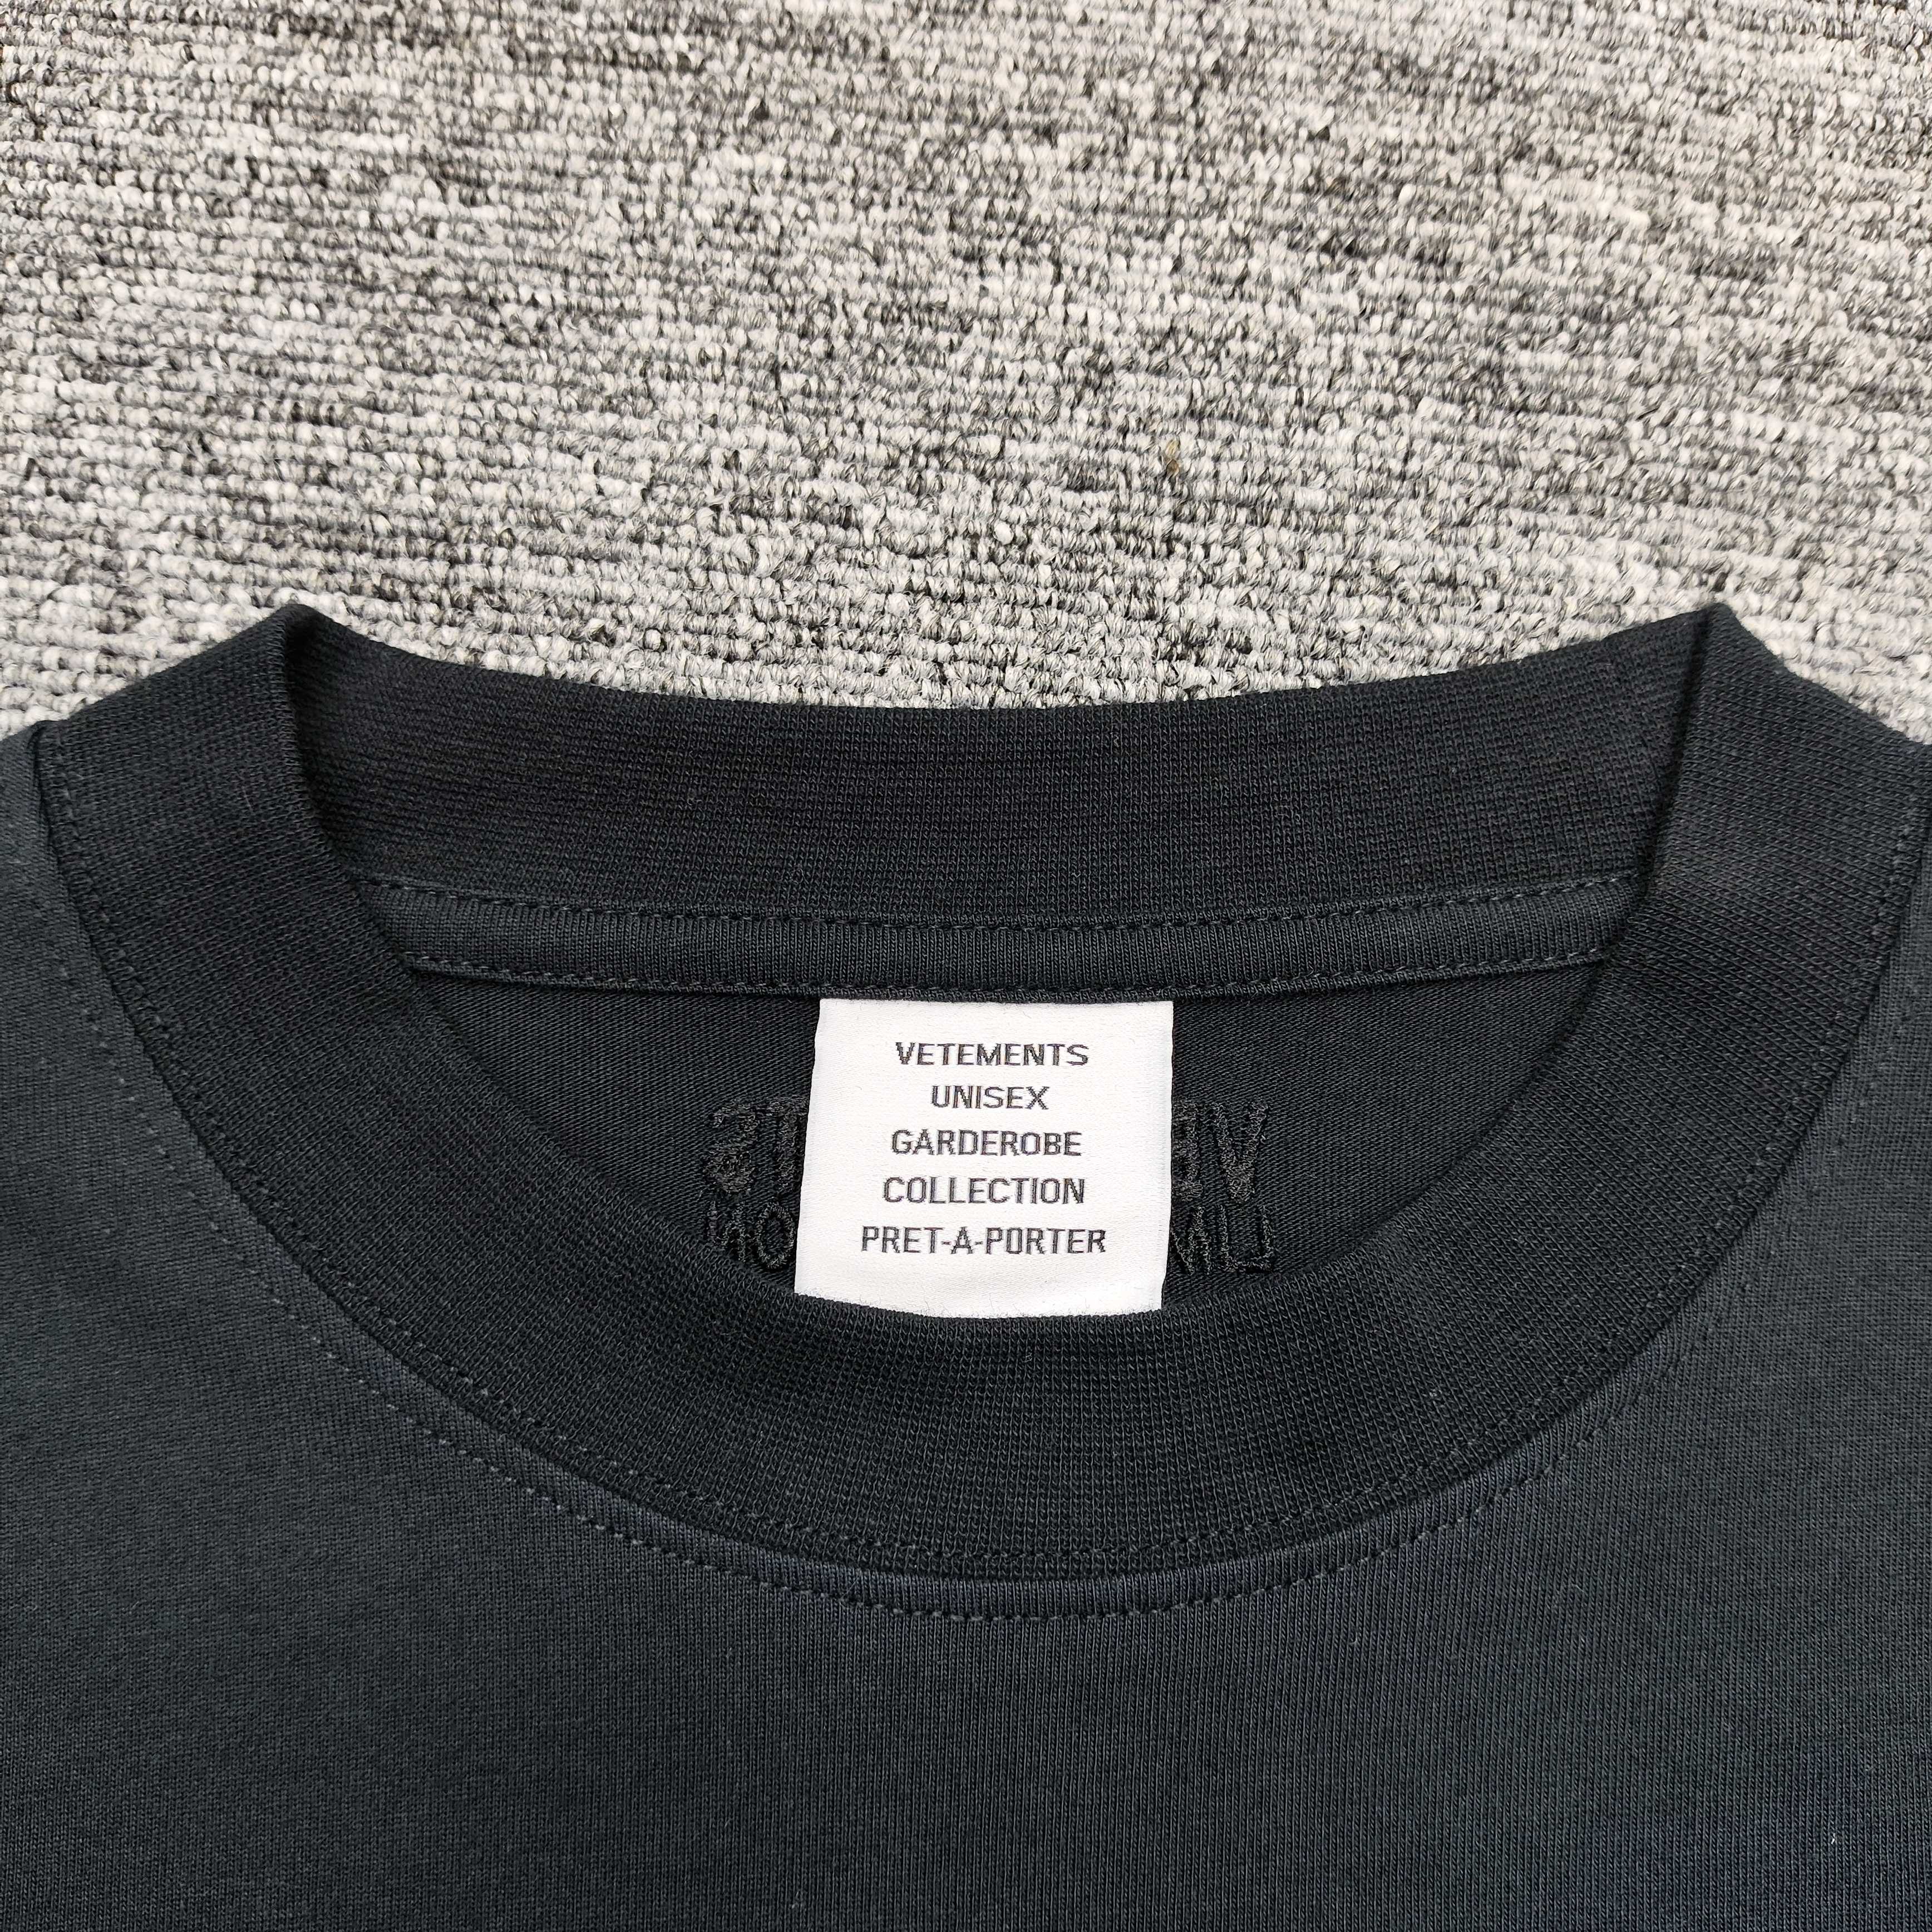 VETEMENTS
UNISEX
GARDEROBE
COLLECTION
PRET-A-PORTER